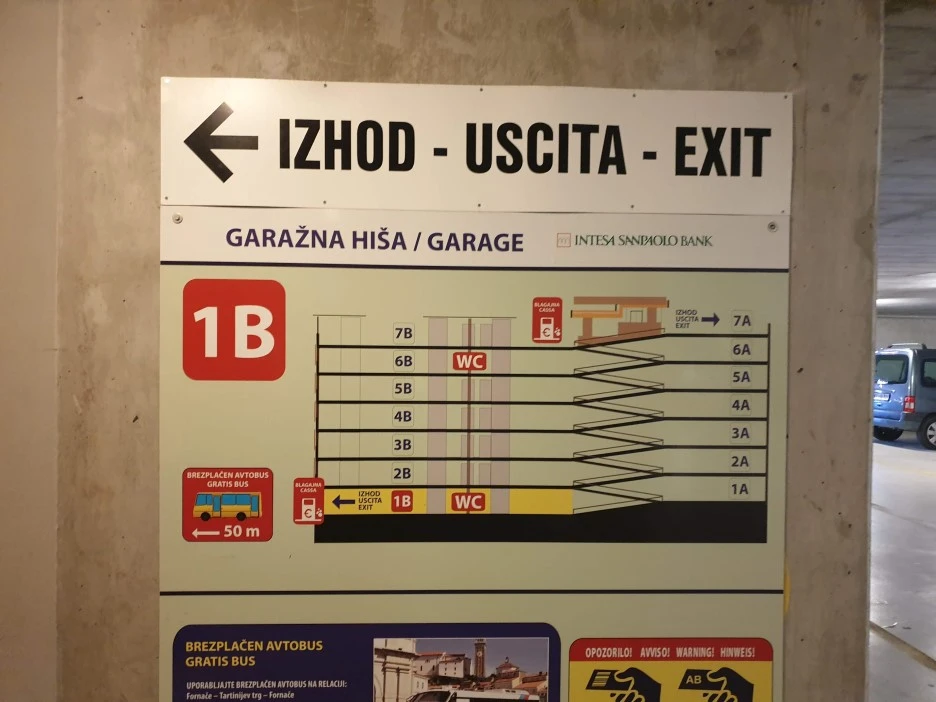 IZHOD - USCITA - EXIT
GARAŽNA HIŠA / GARAGE
INTESA SANPAOLO BANK
1B
BLAGAJNA
CASSA
€
IZHOD
USCITA
EXIT
7A
7B
6A
6B
WC
5A
5B
4A
4B
3A
3B
2A
2B
1A
BREZPLAČEN AVTOBUS
GRATIS BUS
50 m
BLAGAJNA
CASSA
€
IZHOD
USCITA
EXIT
1B
WC
BREZPLAČEN AVTOBUS
GRATIS BUS
UPORABLJAJTE BREZPLAČEN AVTOBUS NA RELACIJI:
Fornače – Tartinijev trg – Fornače
OPOZORILO! AVVISO! WARNING! HINWEIS!
AB